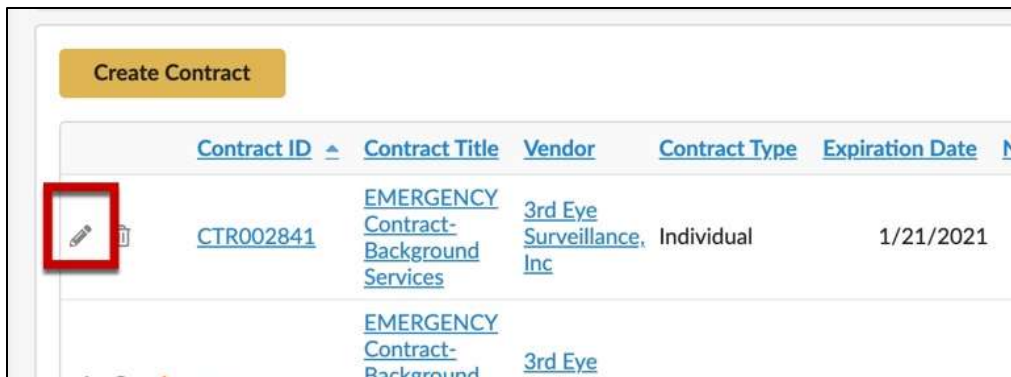 Create Contract
Contract ID Contract Title Vendor Contract Type Expiration Date
EMERGENCY
Contract-
Background
Services
3rd Eye
Surveillance,
Inc
CTR002841
Individual
1/21/2021
EMERGENCY
Contract-
Background
3rd Eye